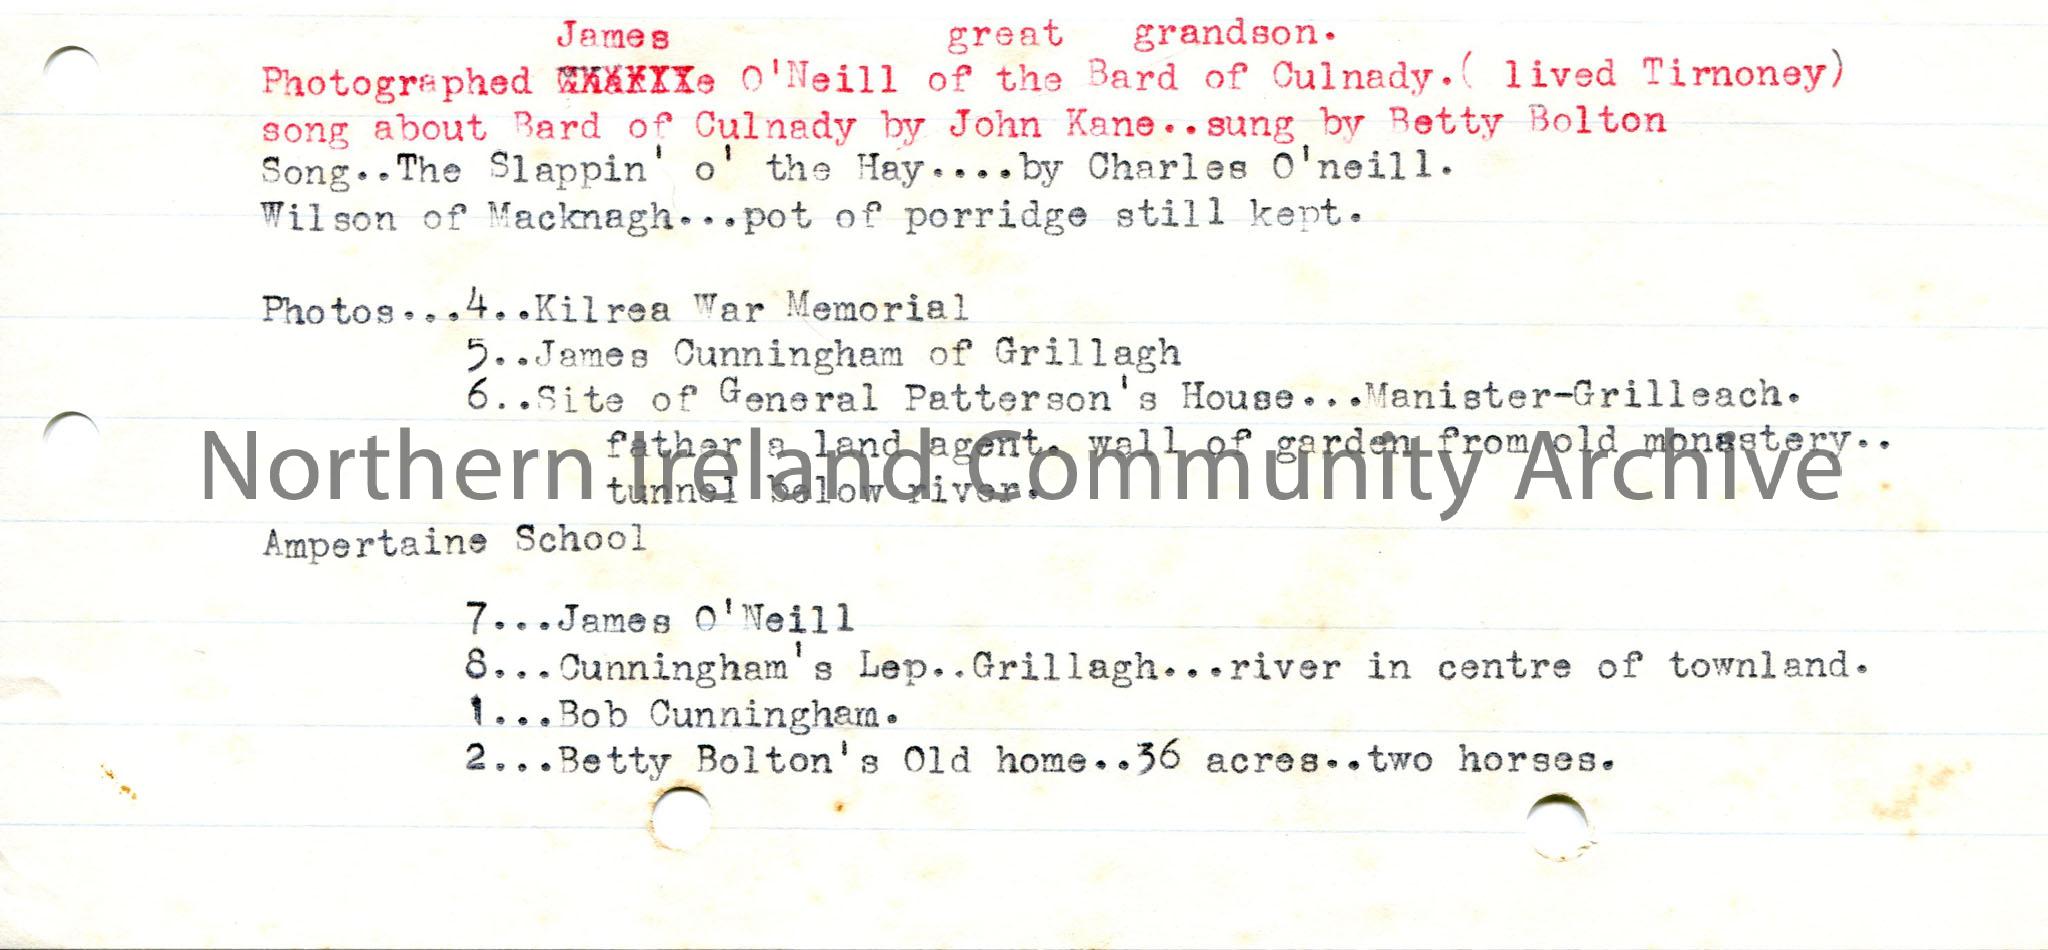 James great grandson.
Photographed O'Neill of the Bard of Culnady.( lived Tirnoney)
song about Bard of Culnady by John Kane..sung by Betty Bolton
Song..The Slappin' o' the Hay....by Charles O'neill.
Wilson of Macknagh...pot of porridge still kept.
Photos...4..Kilrea War Memorial
5..James Cunningham of Grillagh
6..Site of General Patterson's House...Manister-Grilleach.
father a land agent. wall of garden from old monastery..
Northern Ireland Community Archive
tunnel below river.
Ampertaine School
7...James O'Neill
8...Cunningham's Lep..Grillagh...river in centre of townland.
1...Bob Cunningham.
2...Betty Bolton's Old home..36 acres..two horses.